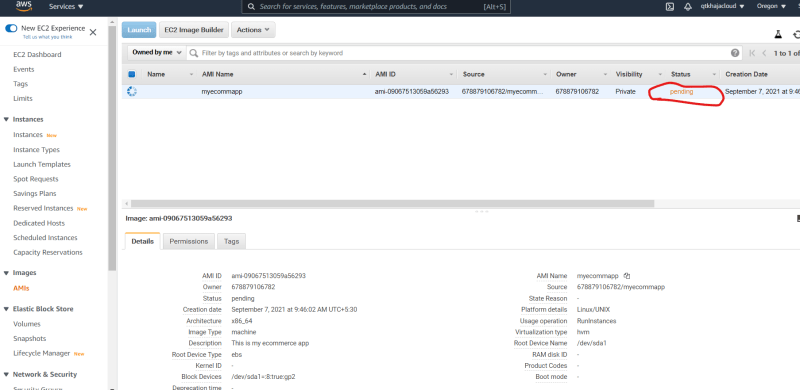 aws Services Search for services, features, marketplace products, and docs [Alt+S] qtkhajacloud Oregon
New EC2 Experience
Tell us what you think
EC2 Dashboard
Events
Tags
Limits
Instances
Instances New
Instance Types
Launch Templates
Spot Requests
Savings Plans
Reserved Instances New
Dedicated Hosts
Scheduled Instances
Capacity Reservations
Images
AMIs
Elastic Block Store
Volumes
Snapshots
Lifecycle Manager New
Network & Security
Launch EC2 Image Builder Actions
Owned by me Filter by tags and attributes or search by keyword 1 to 1 of
Name AMI Name AMI ID Source Owner Visibility Status Creation Date
myecommapp ami-09067513059a56293 678879106782/myecomm... 678879106782 Private pending September 7, 2021 at 9:46
Image: ami-09067513059a56293
Details Permissions Tags
AMI ID ami-09067513059a56293 AMI Name myecommapp
Owner 678879106782 Source 678879106782/myecommapp
Status pending State Reason -
Creation date September 7, 2021 at 9:46:02 AM UTC+5:30 Platform details Linux/UNIX
Architecture x86_64 Usage operation RunInstances
Image Type machine Virtualization type hvm
Description This is my ecommerce app Root Device Name /dev/sda1
Root Device Type ebs RAM disk ID -
Kernel ID - Product Codes -
Block Devices /dev/sda1=:8:true:gp2 Boot mode -
Deprecation time -